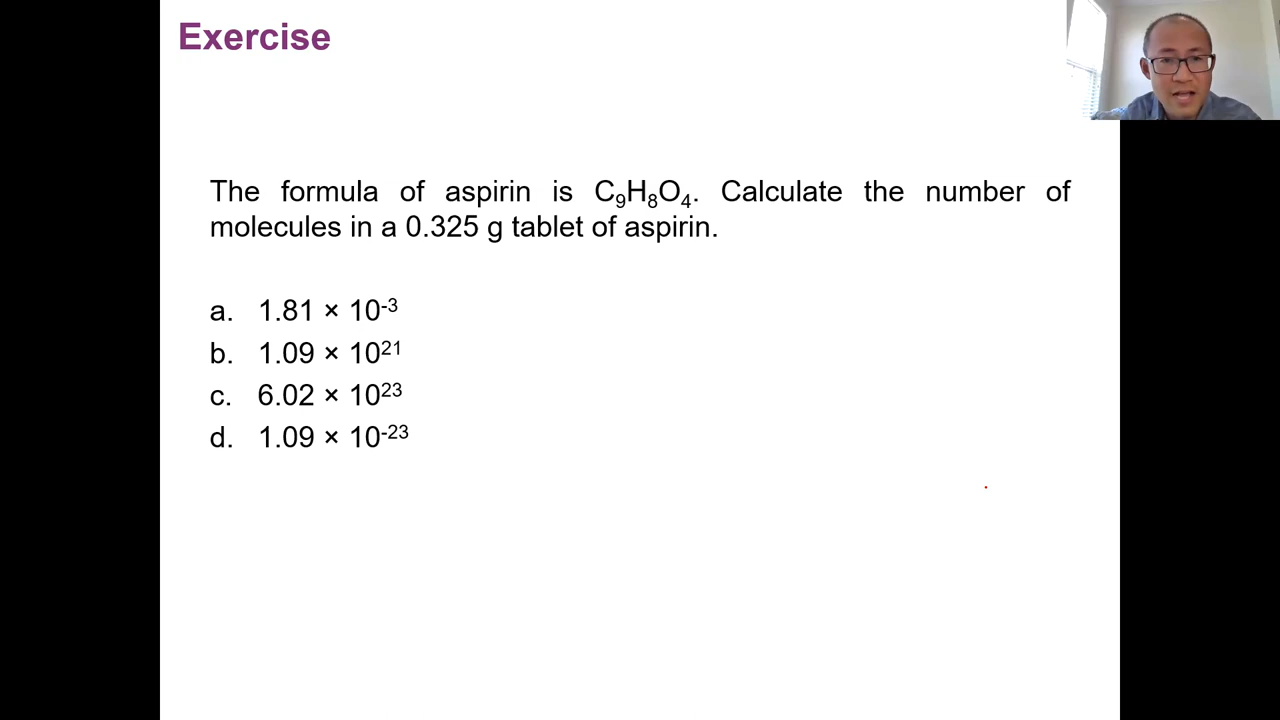 Exercise
The formula of aspirin is C₉H₈O₄. Calculate the number of
molecules in a 0.325 g tablet of aspirin.
a. 1.81 × 10⁻³
b. 1.09 × 10²¹
c. 6.02 × 10²³
d. 1.09 × 10⁻²³